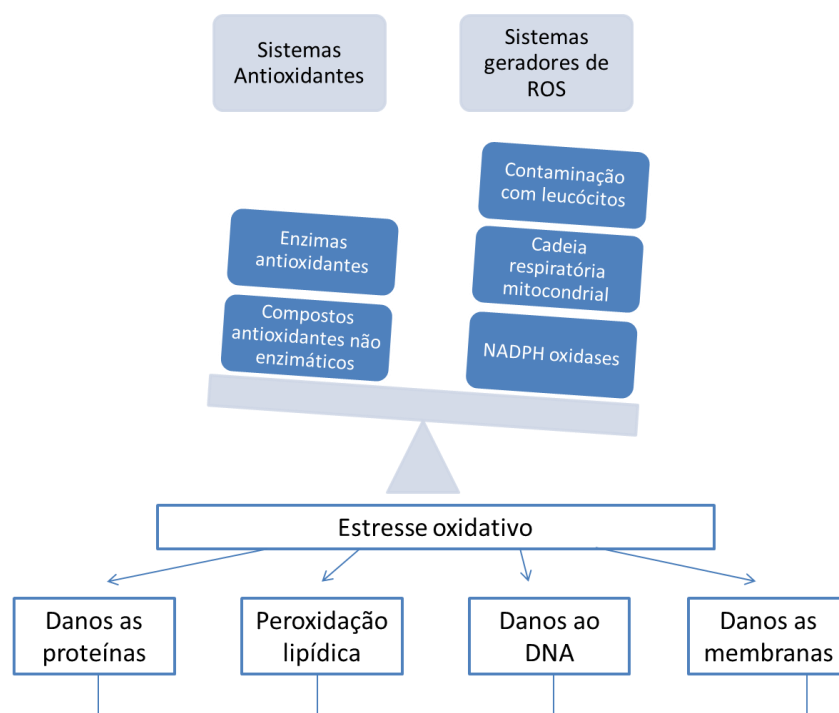 Sistemas
Antioxidantes
Sistemas
geradores de
ROS
Contaminação
com leucócitos
Enzimas
antioxidantes
Cadeia
respiratória
mitocondrial
Compostos
antioxidantes não
enzimáticos
NADPH oxidases
Estresse oxidativo
Danos as
proteínas
Peroxidação
lipídica
Danos ao
DNA
Danos as
membranas